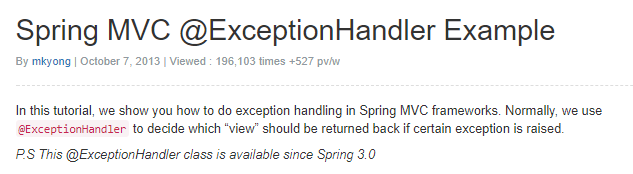 Spring MVC @ExceptionHandler Example
By mkyong | October 7, 2013 | Viewed : 196,103 times +527 pv/w
In this tutorial, we show you how to do exception handling in Spring MVC frameworks. Normally, we use
@ExceptionHandler to decide which “view” should be returned back if certain exception is raised.
P.S This @ExceptionHandler class is available since Spring 3.0